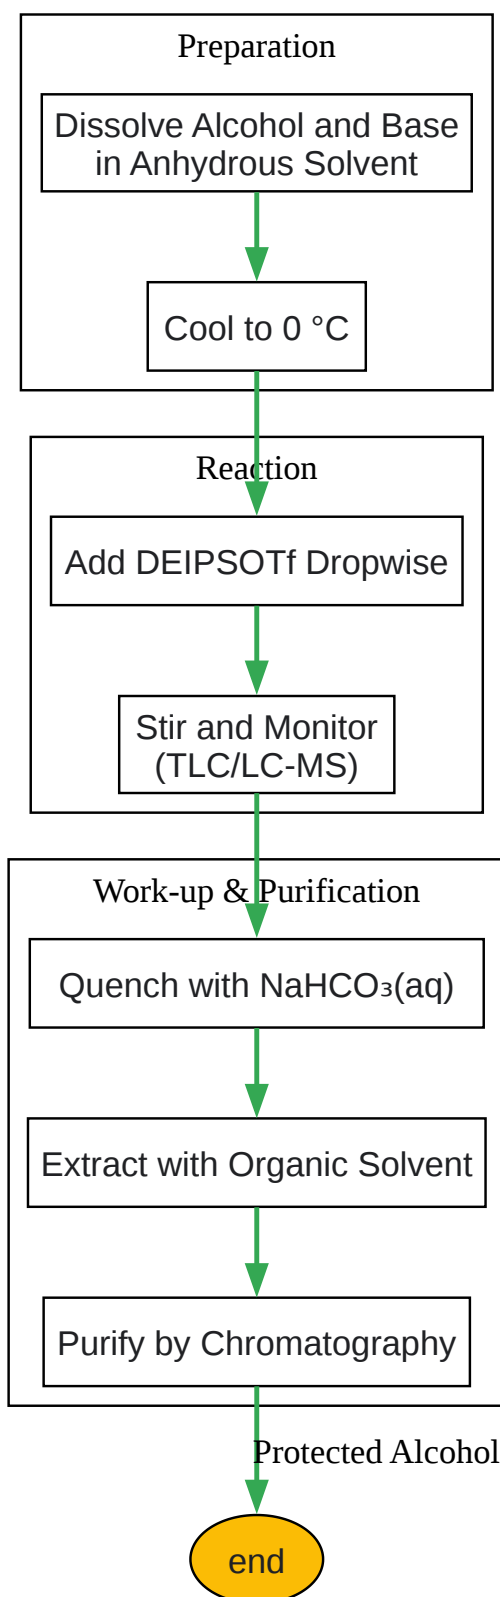 Preparation
Dissolve Alcohol and Base
in Anhydrous Solvent
Cool to 0 °C
Reaction
Add DEIPSOTf Dropwise
Stir and Monitor
(TLC/LC-MS)
Work-up & Purification
Quench with NaHCO₃(aq)
Extract with Organic Solvent
Purify by Chromatography
Protected Alcohol
end